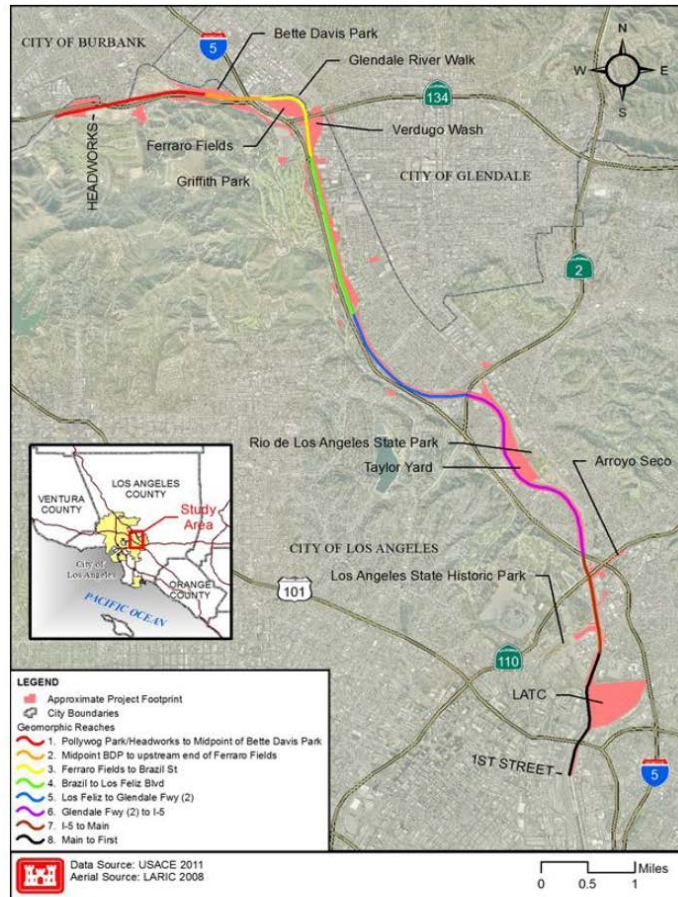 CITY OF BURBANK
5
Bette Davis Park
Glendale River Walk
134
N
W
E
S
HEADWORKS
Ferraro Fields
Verdugo Wash
Griffith Park
CITY OF GLENDALE
2
Rio de Los Angeles State Park
Taylor Yard
Arroyo Seco
CITY OF LOS ANGELES
Los Angeles State Historic Park
101
110
LATC
1ST STREET
5
LOS ANGELES
COUNTY
VENTURA
COUNTY
Study
Area
City of
Los Angeles
ORANGE
COUNTY
PACIFIC OCEAN
LEGEND
Approximate Project Footprint
City Boundaries
Geomorphic Reaches
1. Pollywog Park/Headworks to Midpoint of Bette Davis Park
2. Midpoint BDP to upstream end of Ferraro Fields
3. Ferraro Fields to Brazil St
4. Brazil to Los Feliz Blvd
5. Los Feliz to Glendale Fwy (2)
6. Glendale Fwy (2) to I-5
7. I-5 to Main
8. Main to First
Data Source: USACE 2011
Aerial Source: LARIC 2008
Miles
0 0.5 1